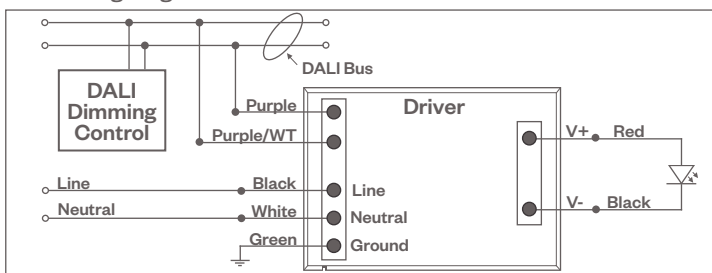 DALI Bus
DALI
Dimming
Control
Driver
Purple
Purple/WT
V+ Red
Line Black Line
Neutral White Neutral
V- Black
Green Ground